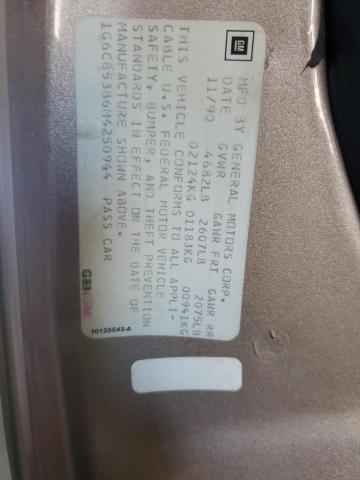 GM
MFD BY GENERAL MOTORS CORP.
DATE GVWR GAWR FRT GAWR RR
11/90 4682LB 2607LB 2075LB
02124KG 01183KG 00941KG
THIS VEHICLE CONFORMS TO ALL APPLI-
CABLE U.S. FEDERAL MOTOR VEHICLE
SAFETY, BUMPER, AND THEFT PREVENTION
STANDARDS IN EFFECT ON THE DATE OF
MANUFACTURE SHOWN ABOVE.
1G6CB53B6M4250944 PASS CAR
10135543-A